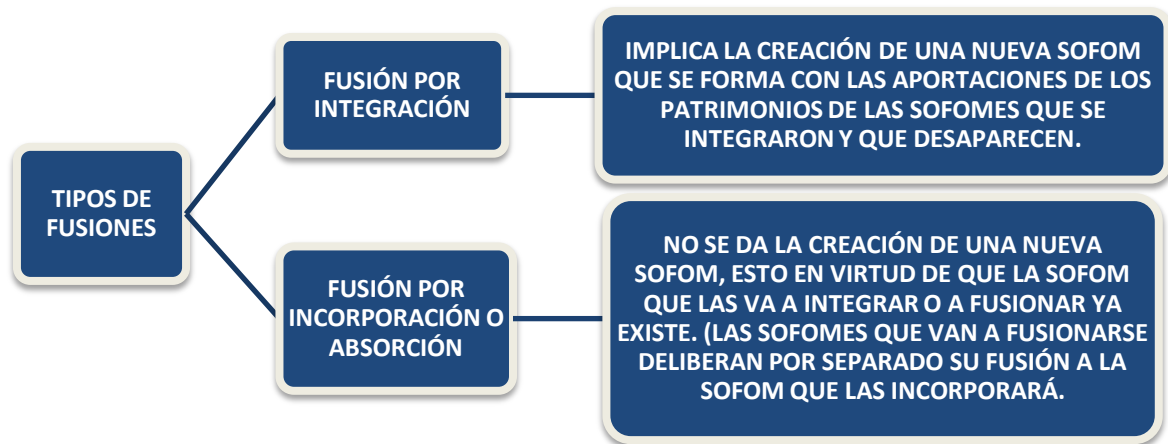 TIPOS DE
FUSIONES
FUSIÓN POR
INTEGRACIÓN
IMPLICA LA CREACIÓN DE UNA NUEVA SOFOM
QUE SE FORMA CON LAS APORTACIONES DE LOS
PATRIMONIOS DE LAS SOFOMES QUE SE
INTEGRARON Y QUE DESAPARECEN.
FUSIÓN POR
INCORPORACIÓN O
ABSORCIÓN
NO SE DA LA CREACIÓN DE UNA NUEVA
SOFOM, ESTO EN VIRTUD DE QUE LA SOFOM
QUE LAS VA A INTEGRAR O A FUSIONAR YA
EXISTE. (LAS SOFOMES QUE VAN A FUSIONARSE
DELIBERAN POR SEPARADO SU FUSIÓN A LA
SOFOM QUE LAS INCORPORARÁ.